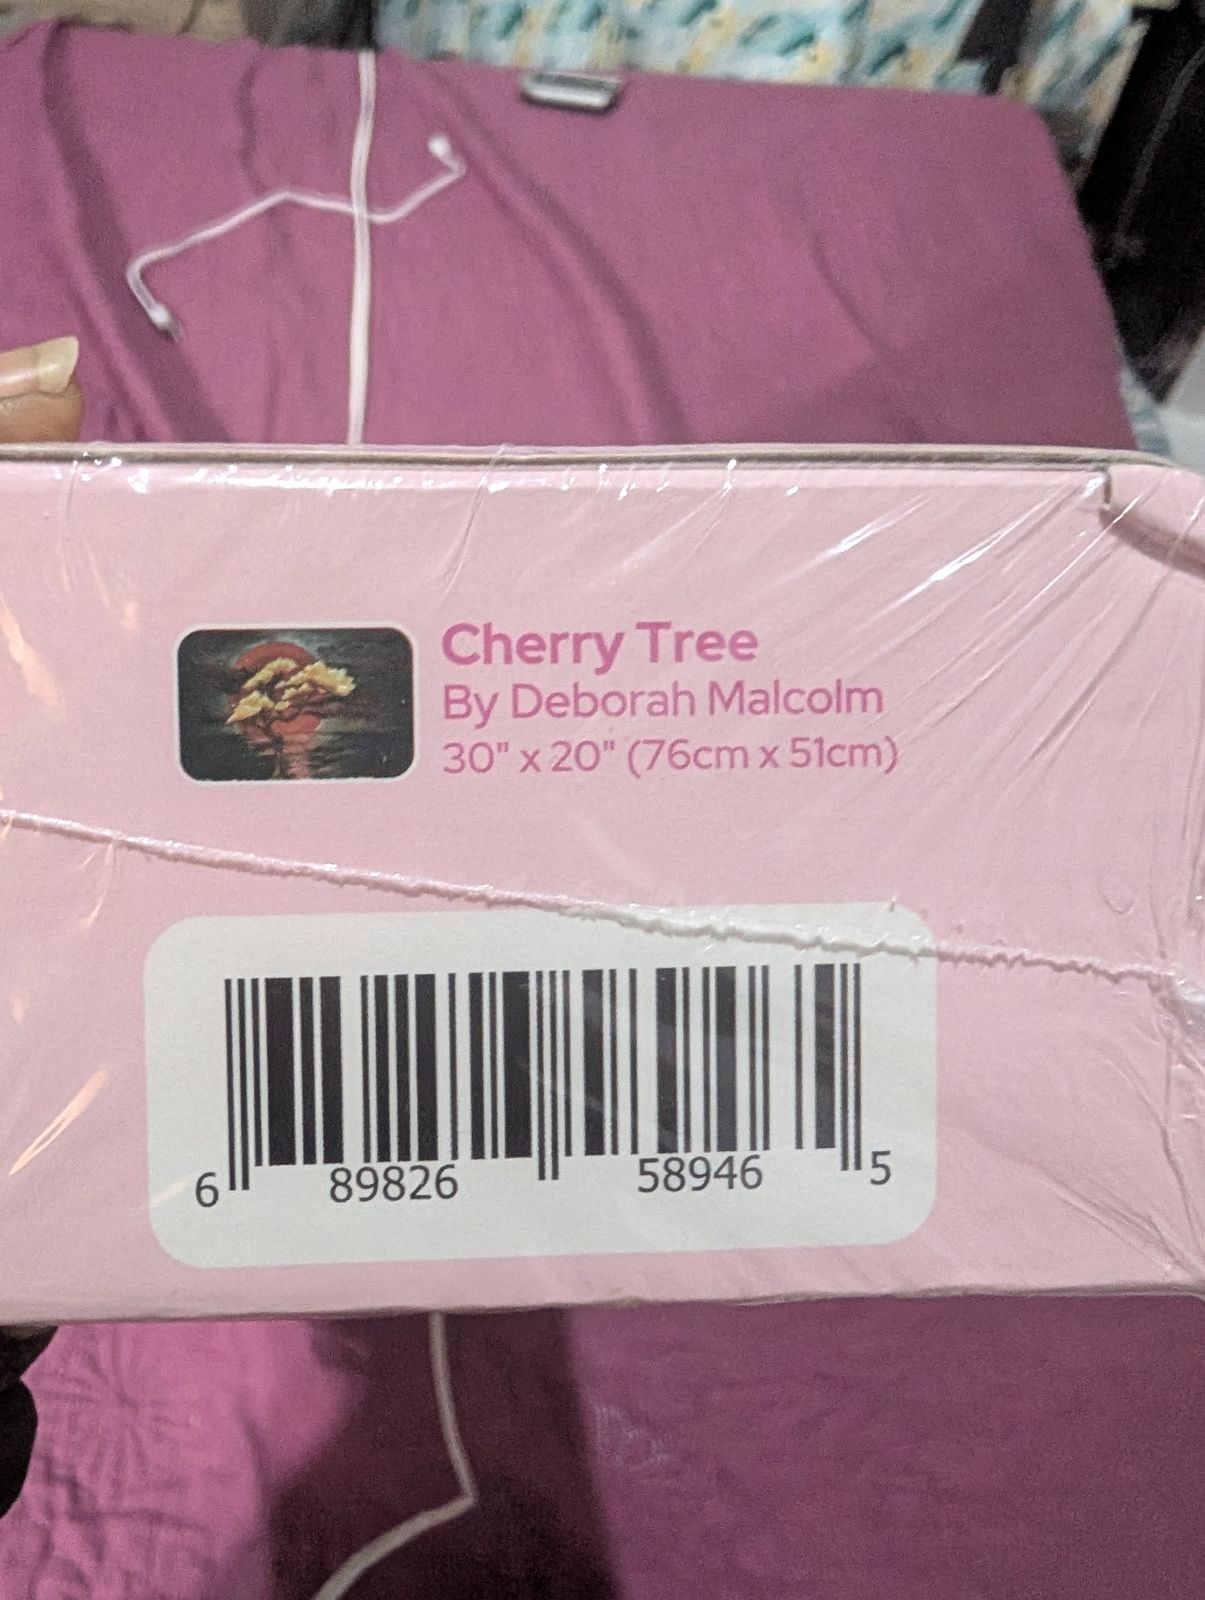 Cherry Tree
By Deborah Malcolm
30" x 20" (76cm x 51cm)
6 89826 58946 5